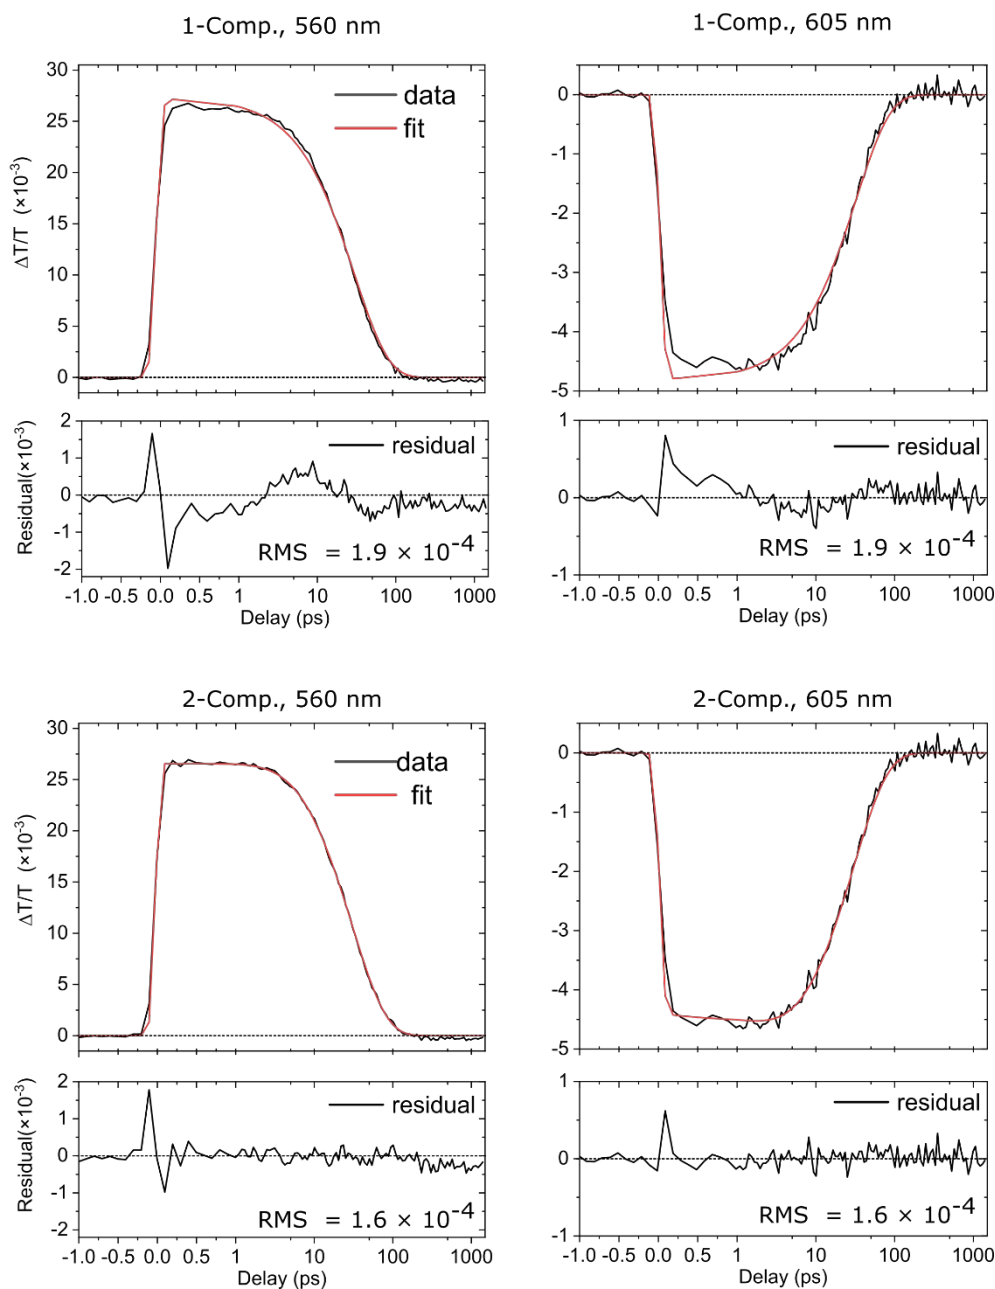 1-Comp., 560 nm
30
25
20
15
10
5
0
ΔT/T (×10⁻³)
data
fit
2
1
0
-1
-2
Residual(×10⁻³)
residual
RMS = 1.9 × 10⁻⁴
-1.0 -0.5 0.0 0.5 1 10 100 1000
Delay (ps)
1-Comp., 605 nm
0
-1
-2
-3
-4
-5
1
0
-1
residual
RMS = 1.9 × 10⁻⁴
-1.0 -0.5 0.0 0.5 1 10 100 1000
Delay (ps)
2-Comp., 560 nm
30
25
20
15
10
5
0
ΔT/T (×10⁻³)
data
fit
2
1
0
-1
-2
Residual(×10⁻³)
residual
RMS = 1.6 × 10⁻⁴
-1.0 -0.5 0.0 0.5 1 10 100 1000
Delay (ps)
2-Comp., 605 nm
0
-1
-2
-3
-4
-5
1
0
-1
residual
RMS = 1.6 × 10⁻⁴
-1.0 -0.5 0.0 0.5 1 10 100 1000
Delay (ps)